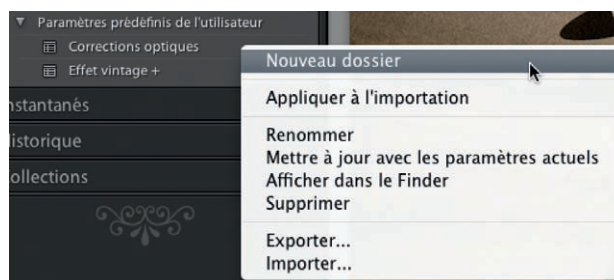 Paramètres prédéfinis de l'utilisateur
Corrections optiques
Effet vintage +
nstantanés
listorique
ollections
Nouveau dossier
Appliquer à l'importation
Renommer
Mettre à jour avec les paramètres actuels
Afficher dans le Finder
Supprimer
Exporter...
Importer...